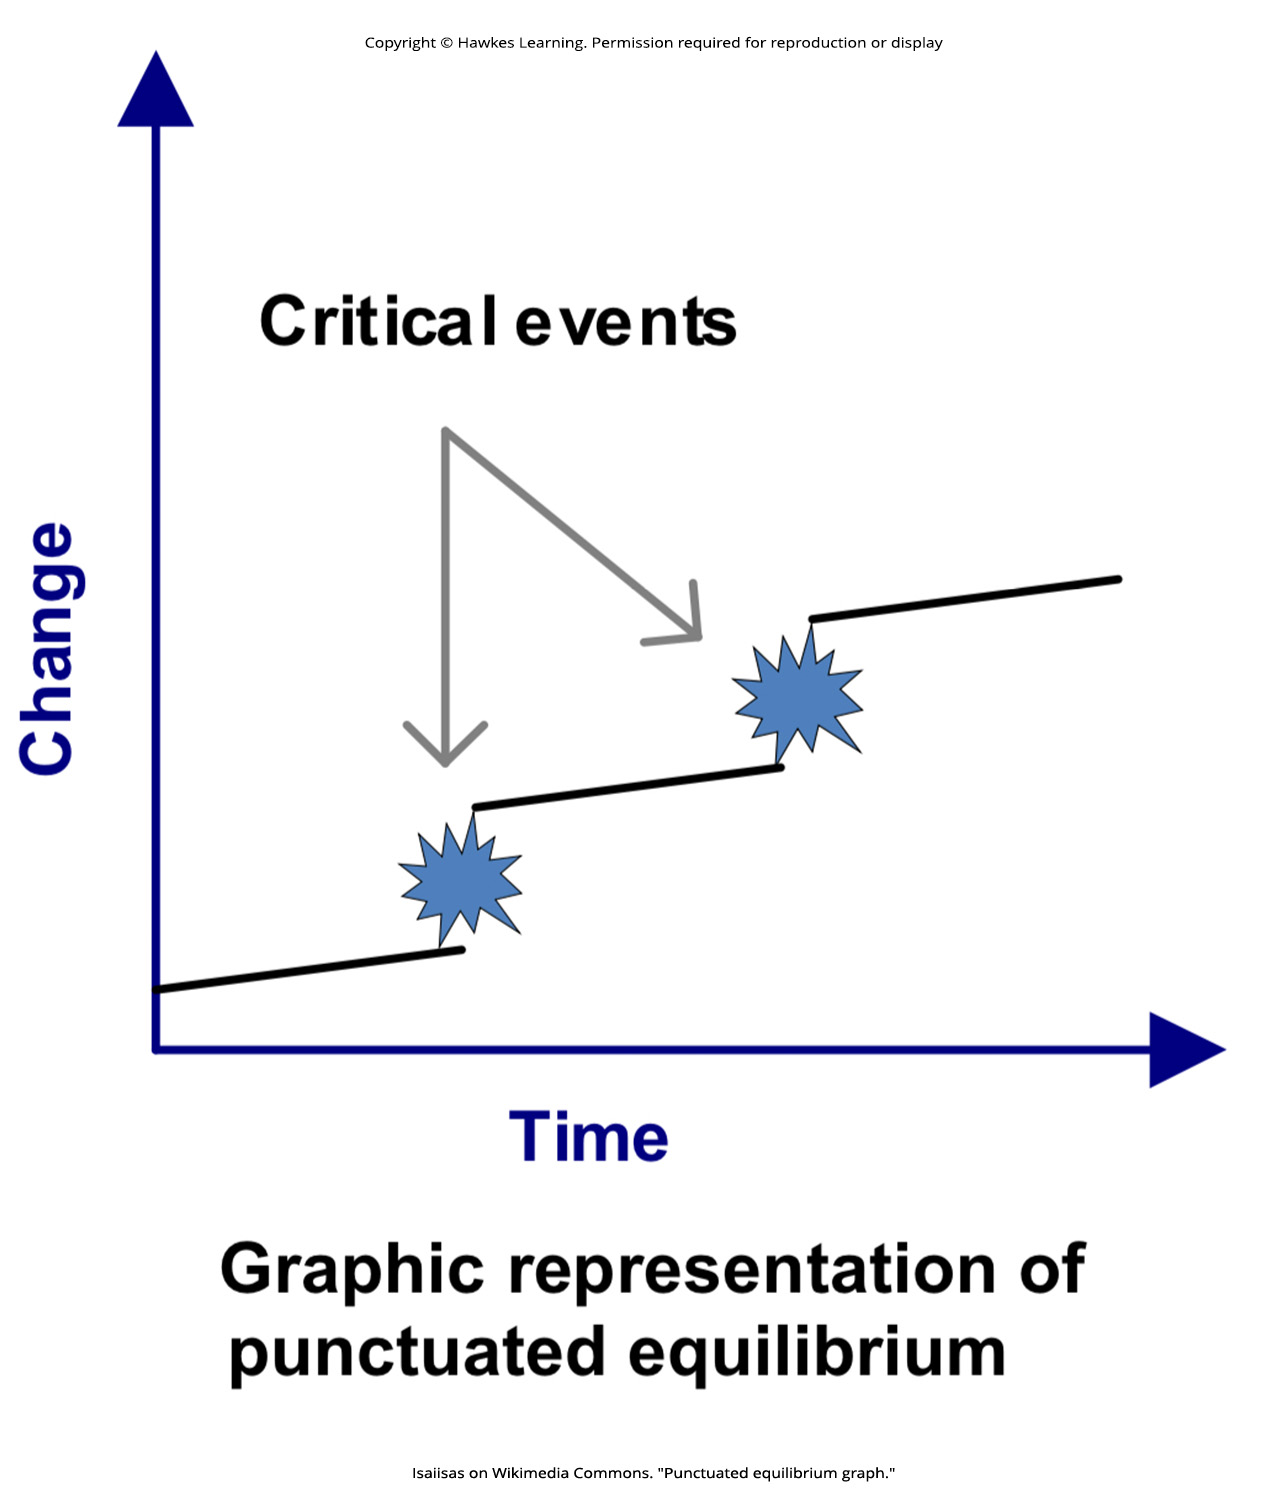 Copyright © Hawkes Learning. Permission required for reproduction or display
Critical events
Change
Time
Graphic representation of
punctuated equilibrium
Isaiisas on Wikimedia Commons. "Punctuated equilibrium graph."